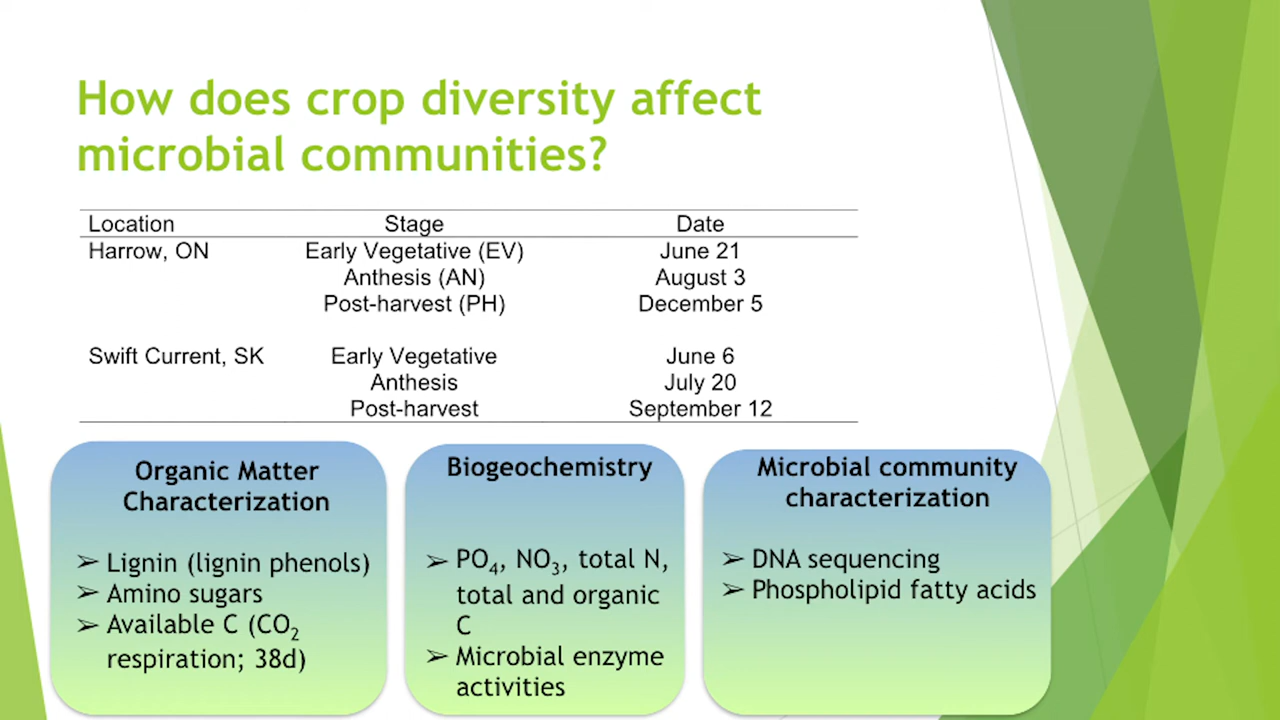 How does crop diversity affect
microbial communities?
Location Stage Date
Harrow, ON Early Vegetative (EV) June 21
Anthesis (AN) August 3
Post-harvest (PH) December 5
Swift Current, SK Early Vegetative June 6
Anthesis July 20
Post-harvest September 12
Organic Matter
Characterization
➢ Lignin (lignin phenols)
➢ Amino sugars
➢ Available C (CO₂
respiration; 38d)
Biogeochemistry
➢ PO₄, NO₃, total N,
total and organic
C
➢ Microbial enzyme
activities
Microbial community
characterization
➢ DNA sequencing
➢ Phospholipid fatty acids